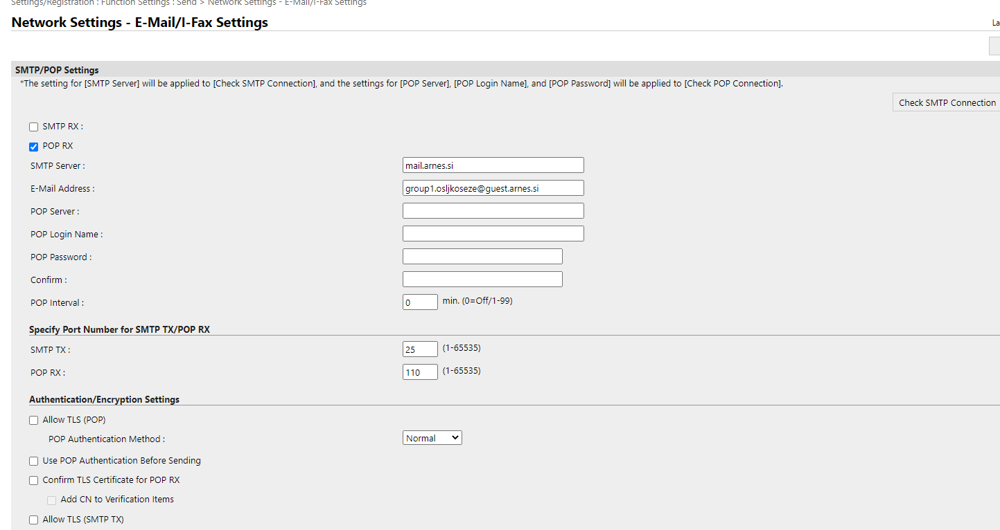 Settings/Registration : Function Settings : Send > Network Settings - E-Mail/I-Fax Settings
Network Settings - E-Mail/I-Fax Settings
La
SMTP/POP Settings
*The setting for [SMTP Server] will be applied to [Check SMTP Connection], and the settings for [POP Server], [POP Login Name], and [POP Password] will be applied to [Check POP Connection].
Check SMTP Connection
SMTP RX :
POP RX
SMTP Server : mail.arnes.si
E-Mail Address : group1.osljkoseze@guest.arnes.si
POP Server :
POP Login Name :
POP Password :
Confirm :
POP Interval : 0 min. (0=Off/1-99)
Specify Port Number for SMTP TX/POP RX
SMTP TX : 25 (1-65535)
POP RX : 110 (1-65535)
Authentication/Encryption Settings
Allow TLS (POP)
POP Authentication Method : Normal
Use POP Authentication Before Sending
Confirm TLS Certificate for POP RX
Add CN to Verification Items
Allow TLS (SMTP TX)